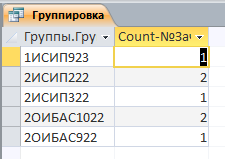 Группировка
Группы.Гру Count-№Зач
1ИСИП923 1
2ИСИП222 2
2ИСИП322 1
2ОИБАС1022 2
2ОИБАС922 1